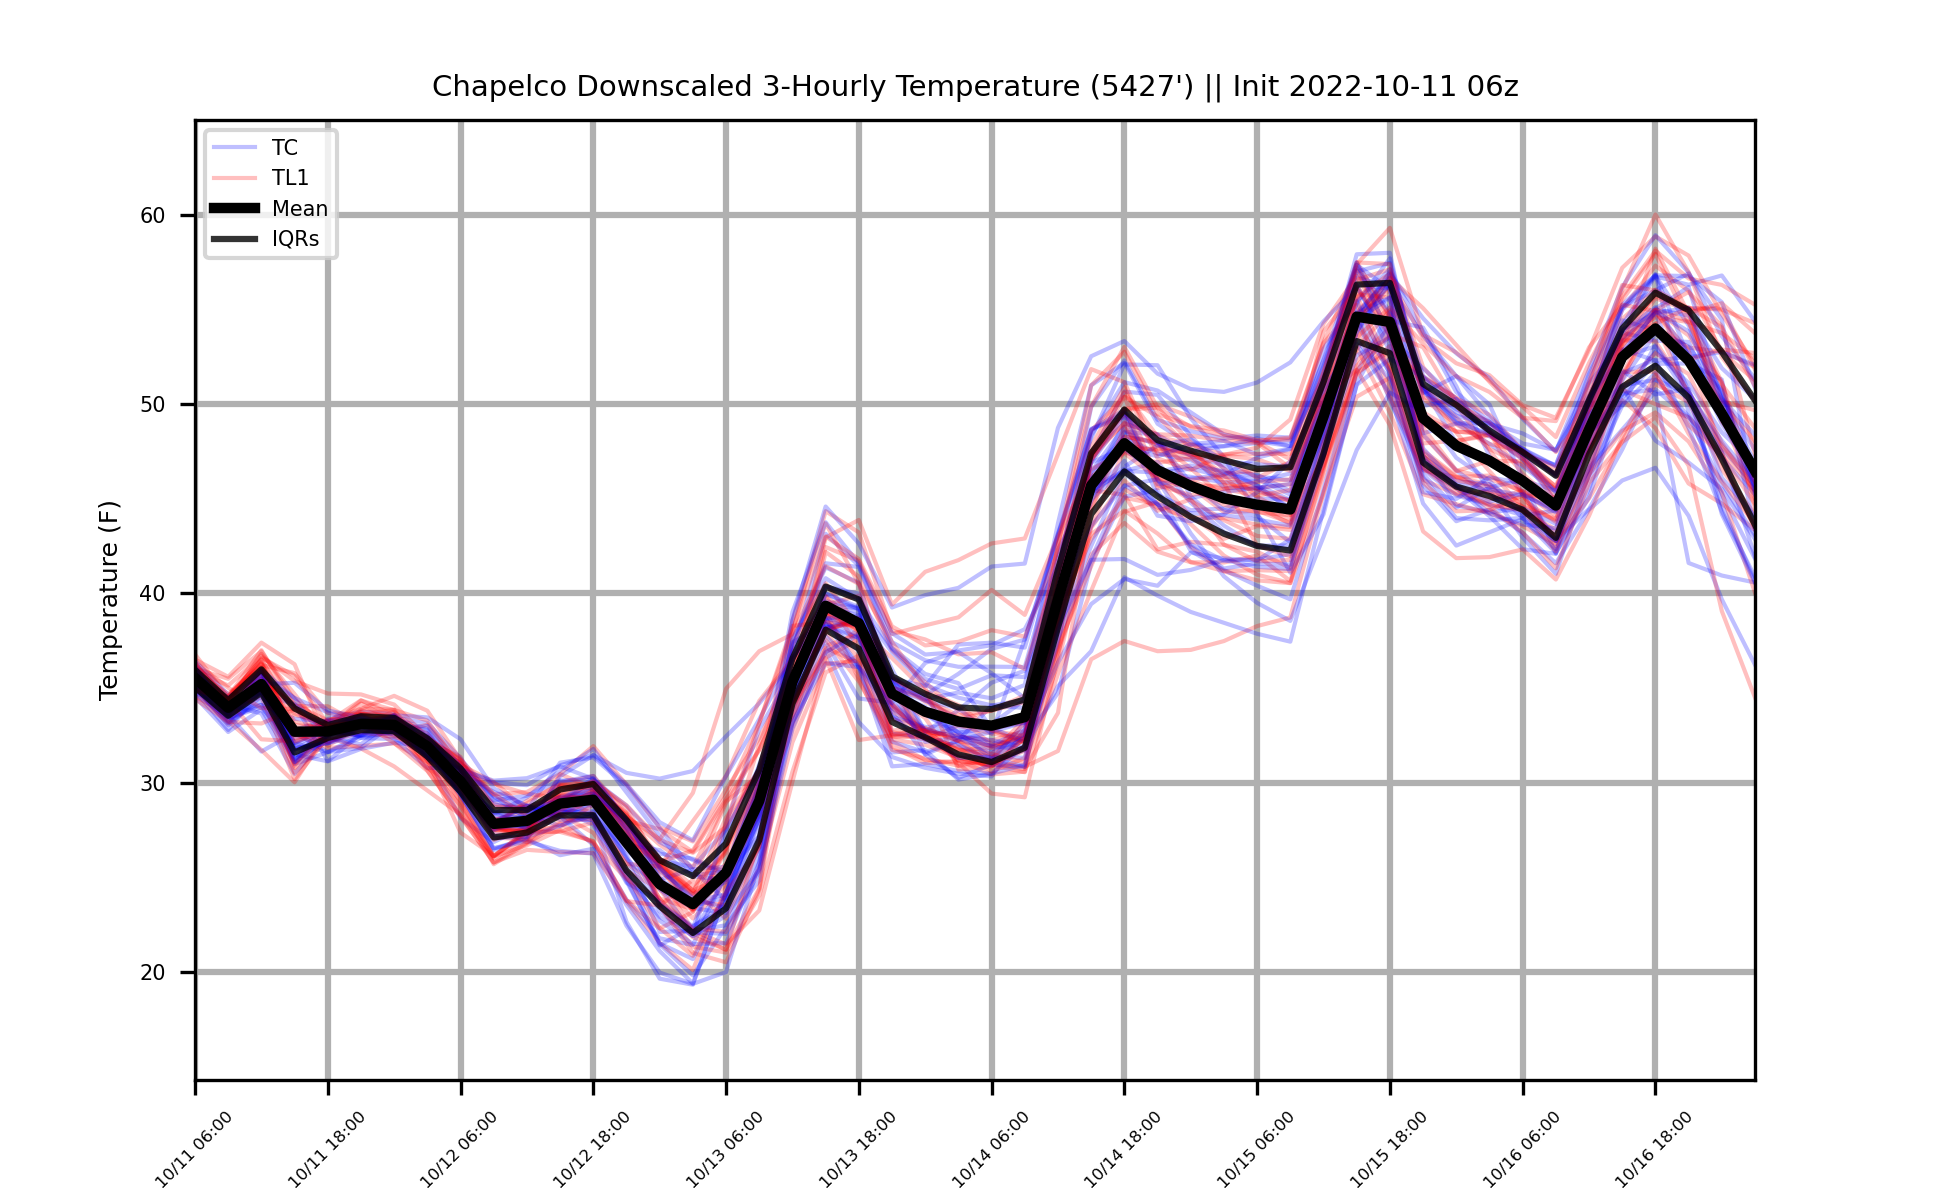 Chapelco Downscaled 3-Hourly Temperature (5427') || Init 2022-10-11 06z
TC
TL1
Mean
IQRs
60
50
40
30
20
Temperature (F)
10/11 06:00
10/11 18:00
10/12 06:00
10/12 18:00
10/13 06:00
10/13 18:00
10/14 06:00
10/14 18:00
10/15 06:00
10/15 18:00
10/16 06:00
10/16 18:00